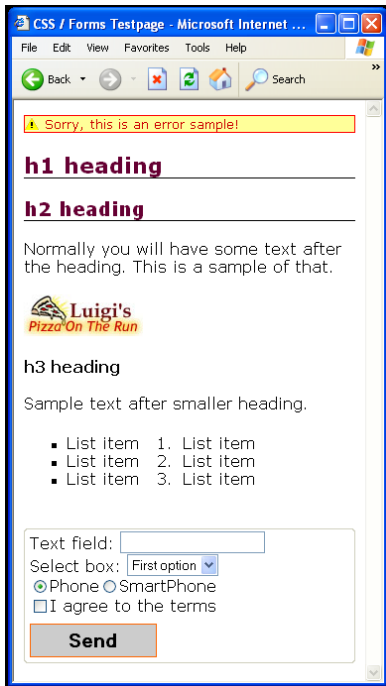 CSS / Forms Testpage - Microsoft Internet ...
File Edit View Favorites Tools Help
Back Search »
Sorry, this is an error sample!
h1 heading
h2 heading
Normally you will have some text after
the heading. This is a sample of that.
Luigi's
Pizza On The Run
h3 heading
Sample text after smaller heading.
▪ List item 1. List item
▪ List item 2. List item
▪ List item 3. List item
Text field:
Select box: First option
Phone SmartPhone
I agree to the terms
Send